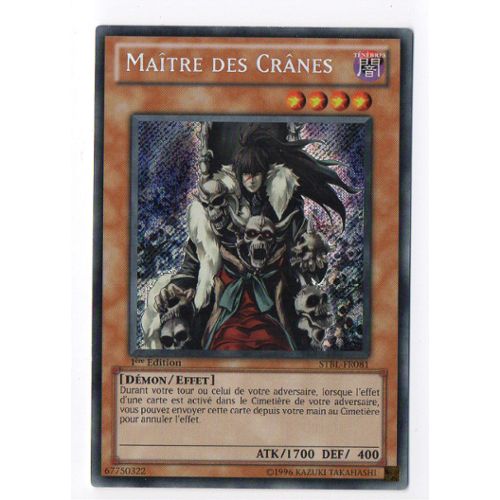 MAÎTRE DES CRÂNES
TÉNÈBRES
闇
1ère Edition
STBL-FR081
[DÉMON/EFFET]
Durant votre tour ou celui de votre adversaire, lorsque l'effet
d'une carte est activé dans le Cimetière de votre adversaire,
vous pouvez envoyer cette carte depuis votre main au Cimetière
pour annuler l'effet.
ATK/1700 DEF/ 400
67750322
©1996 KAZUKI TAKAHASHI